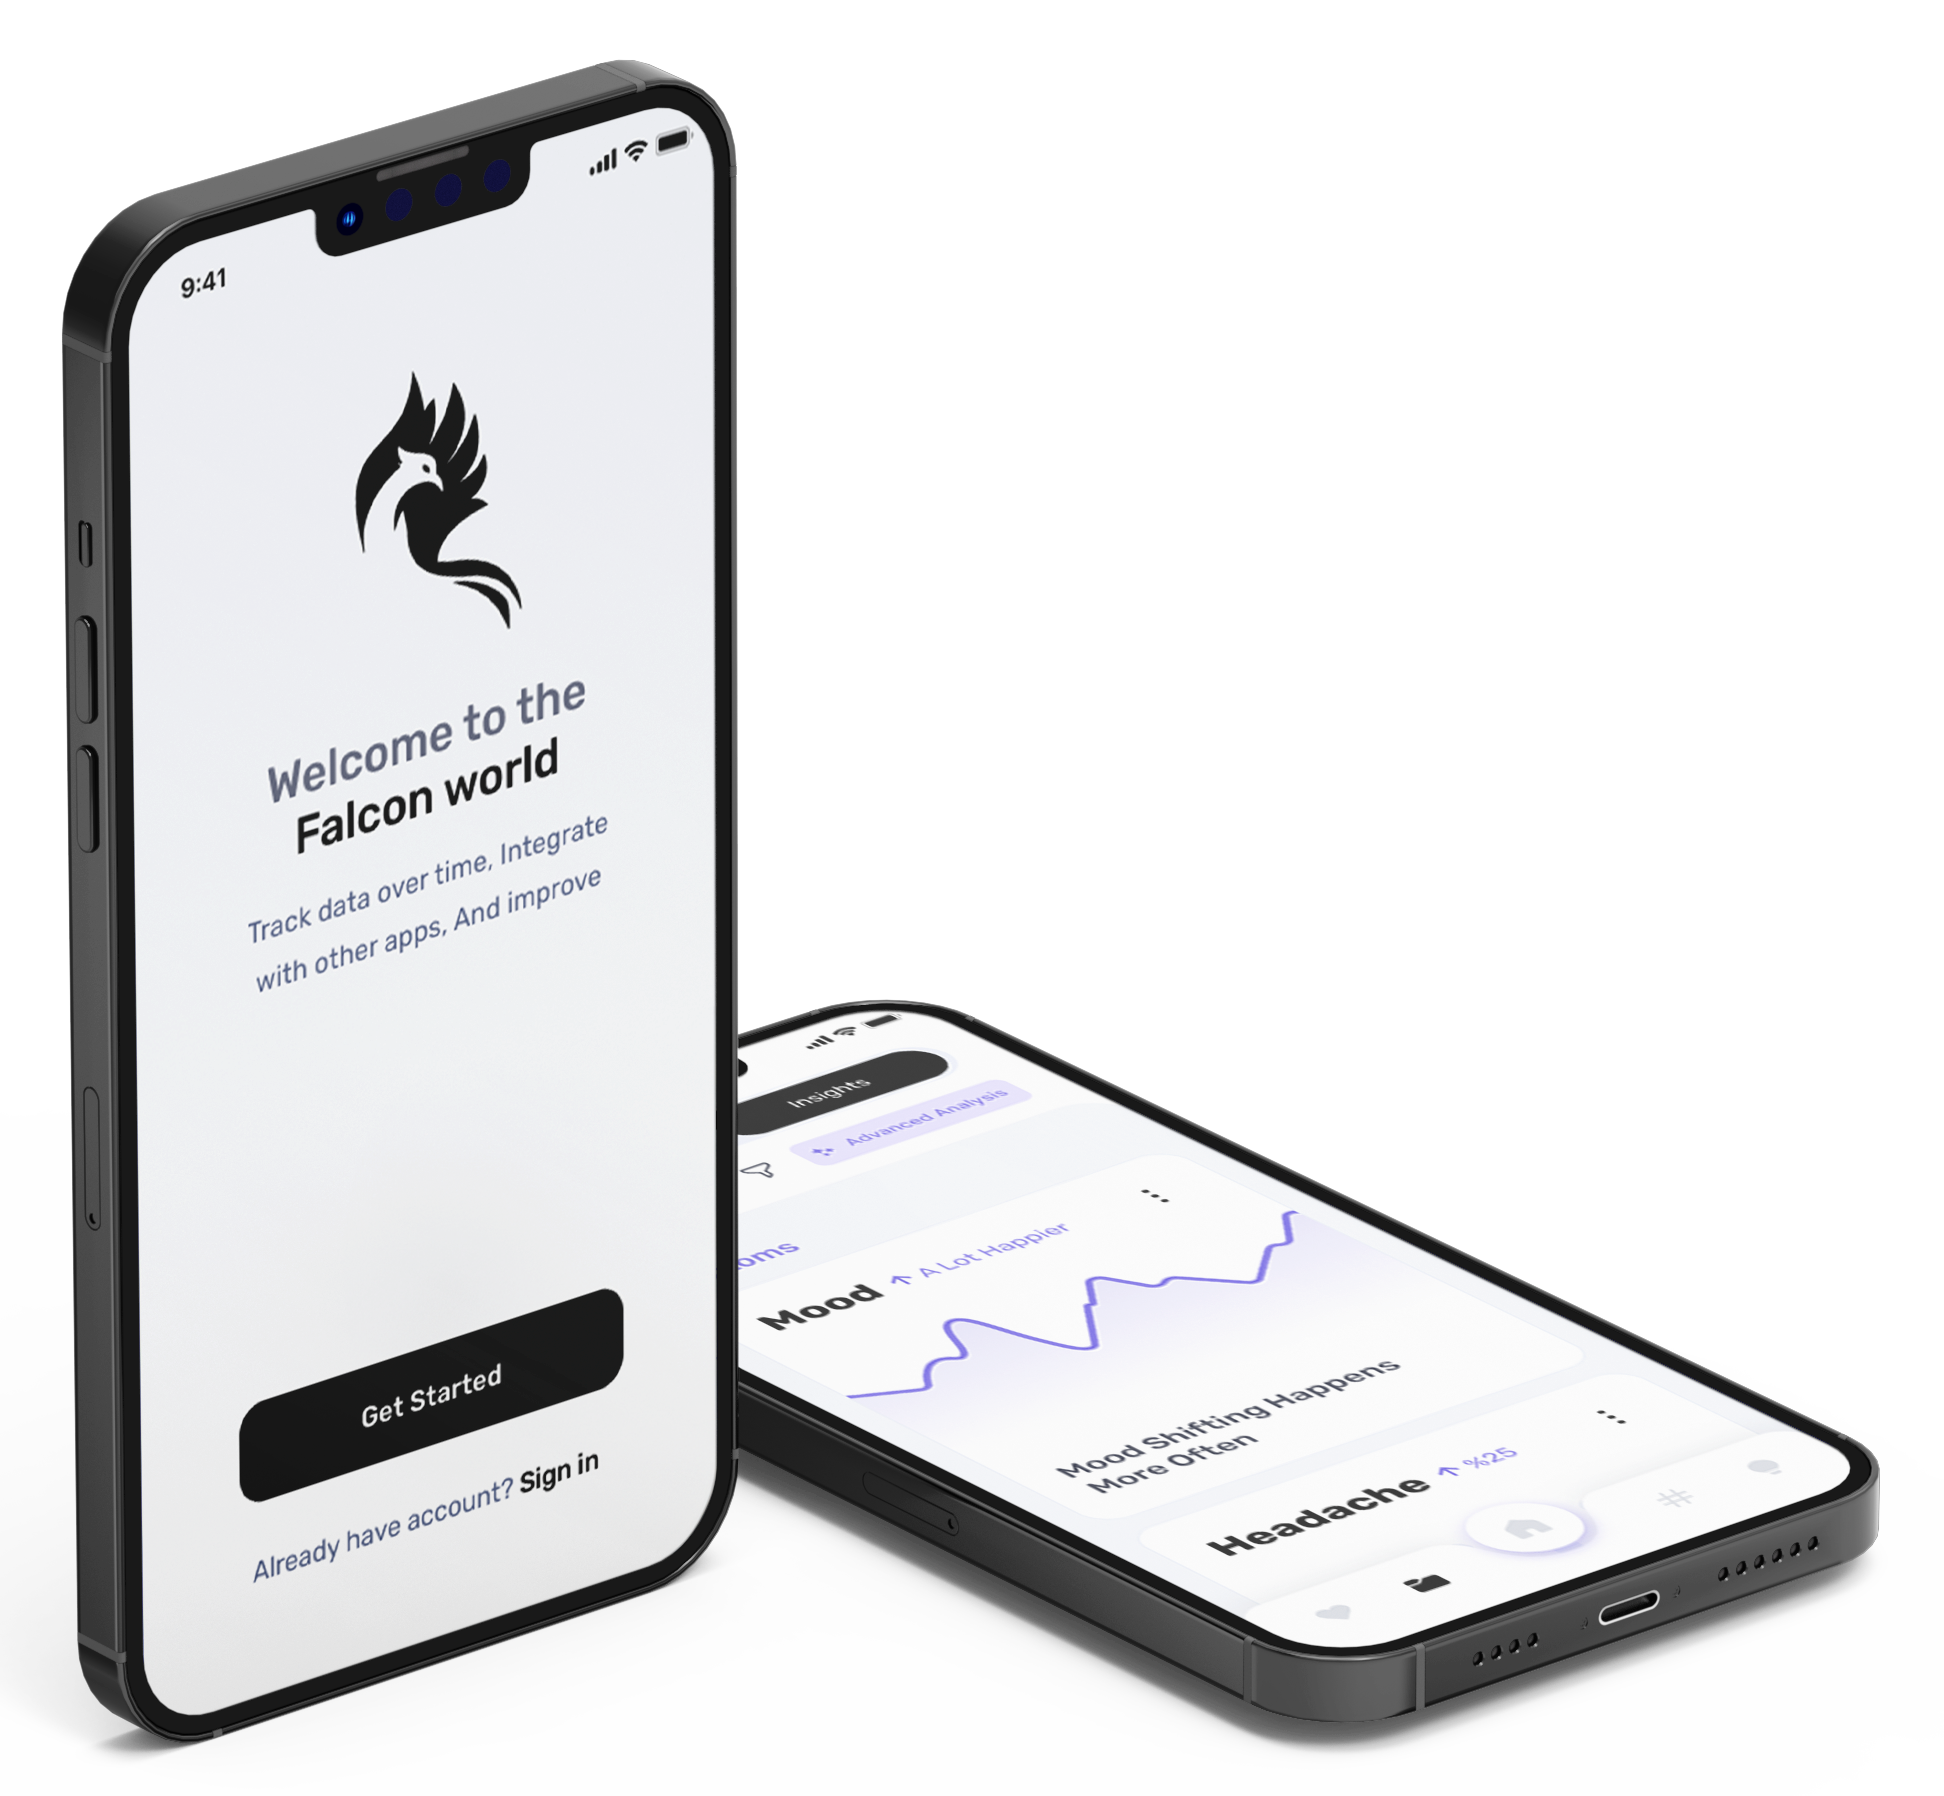 9:41
Welcome to the
Falcon world
Track data over time, Integrate
with other apps, And improve
Get Started
Already have account? Sign in
Insights
Advanced Analysis
Mood ↑ A Lot Happier
Mood Shifting Happens
More Often
Headache ↑ %25